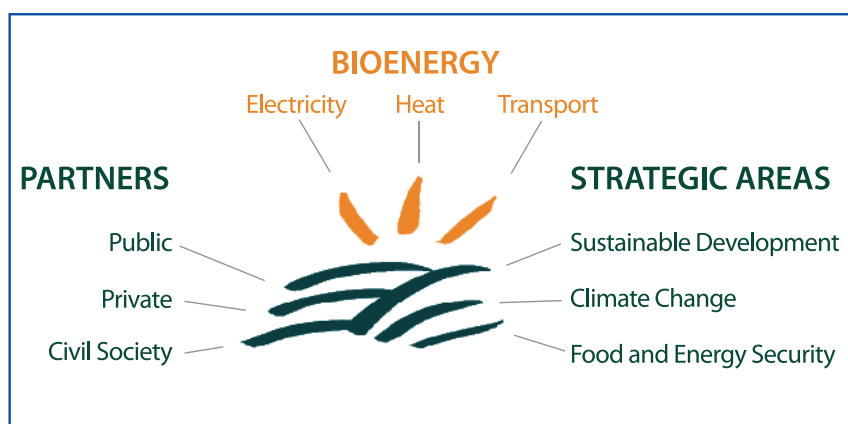 BIOENERGY
Electricity Heat Transport
PARTNERS
Public
Private
Civil Society
STRATEGIC AREAS
Sustainable Development
Climate Change
Food and Energy Security